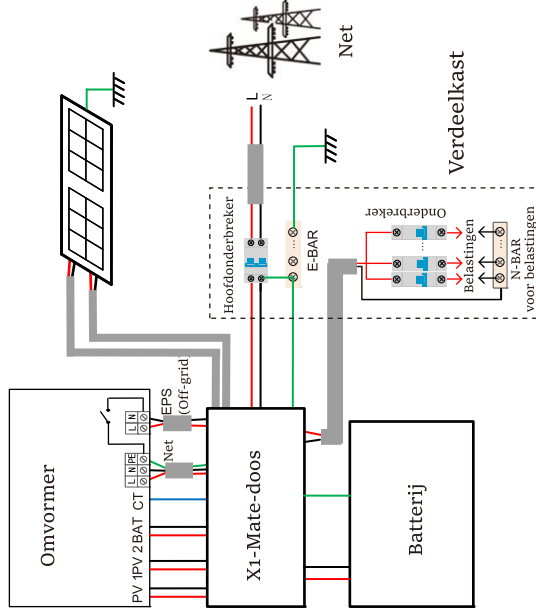 Omvormer
PV 1
PV 2
BAT
CT
L N PE
L N
Net
EPS
(Off-grid)
X1-Mate-doos
Batterij
Hoofdonderbreker
E-BAR
L
N
Net
Verdeelkast
Onderbreker
Belastingen
N-BAR
voor belastingen